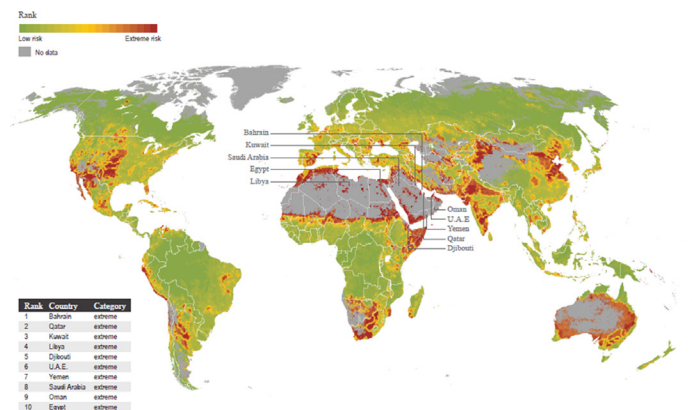 Rank
Low risk Extreme risk
No data
Bahrain
Kuwait
Saudi Arabia
Egypt
Libya
Oman
U.A.E
Yemen
Qatar
Djibouti
Rank Country Category
1 Bahrain extreme
2 Qatar extreme
3 Kuwait extreme
4 Libya extreme
5 Djibouti extreme
6 U.A.E. extreme
7 Yemen extreme
8 Saudi Arabia extreme
9 Oman extreme
10 Egypt extreme